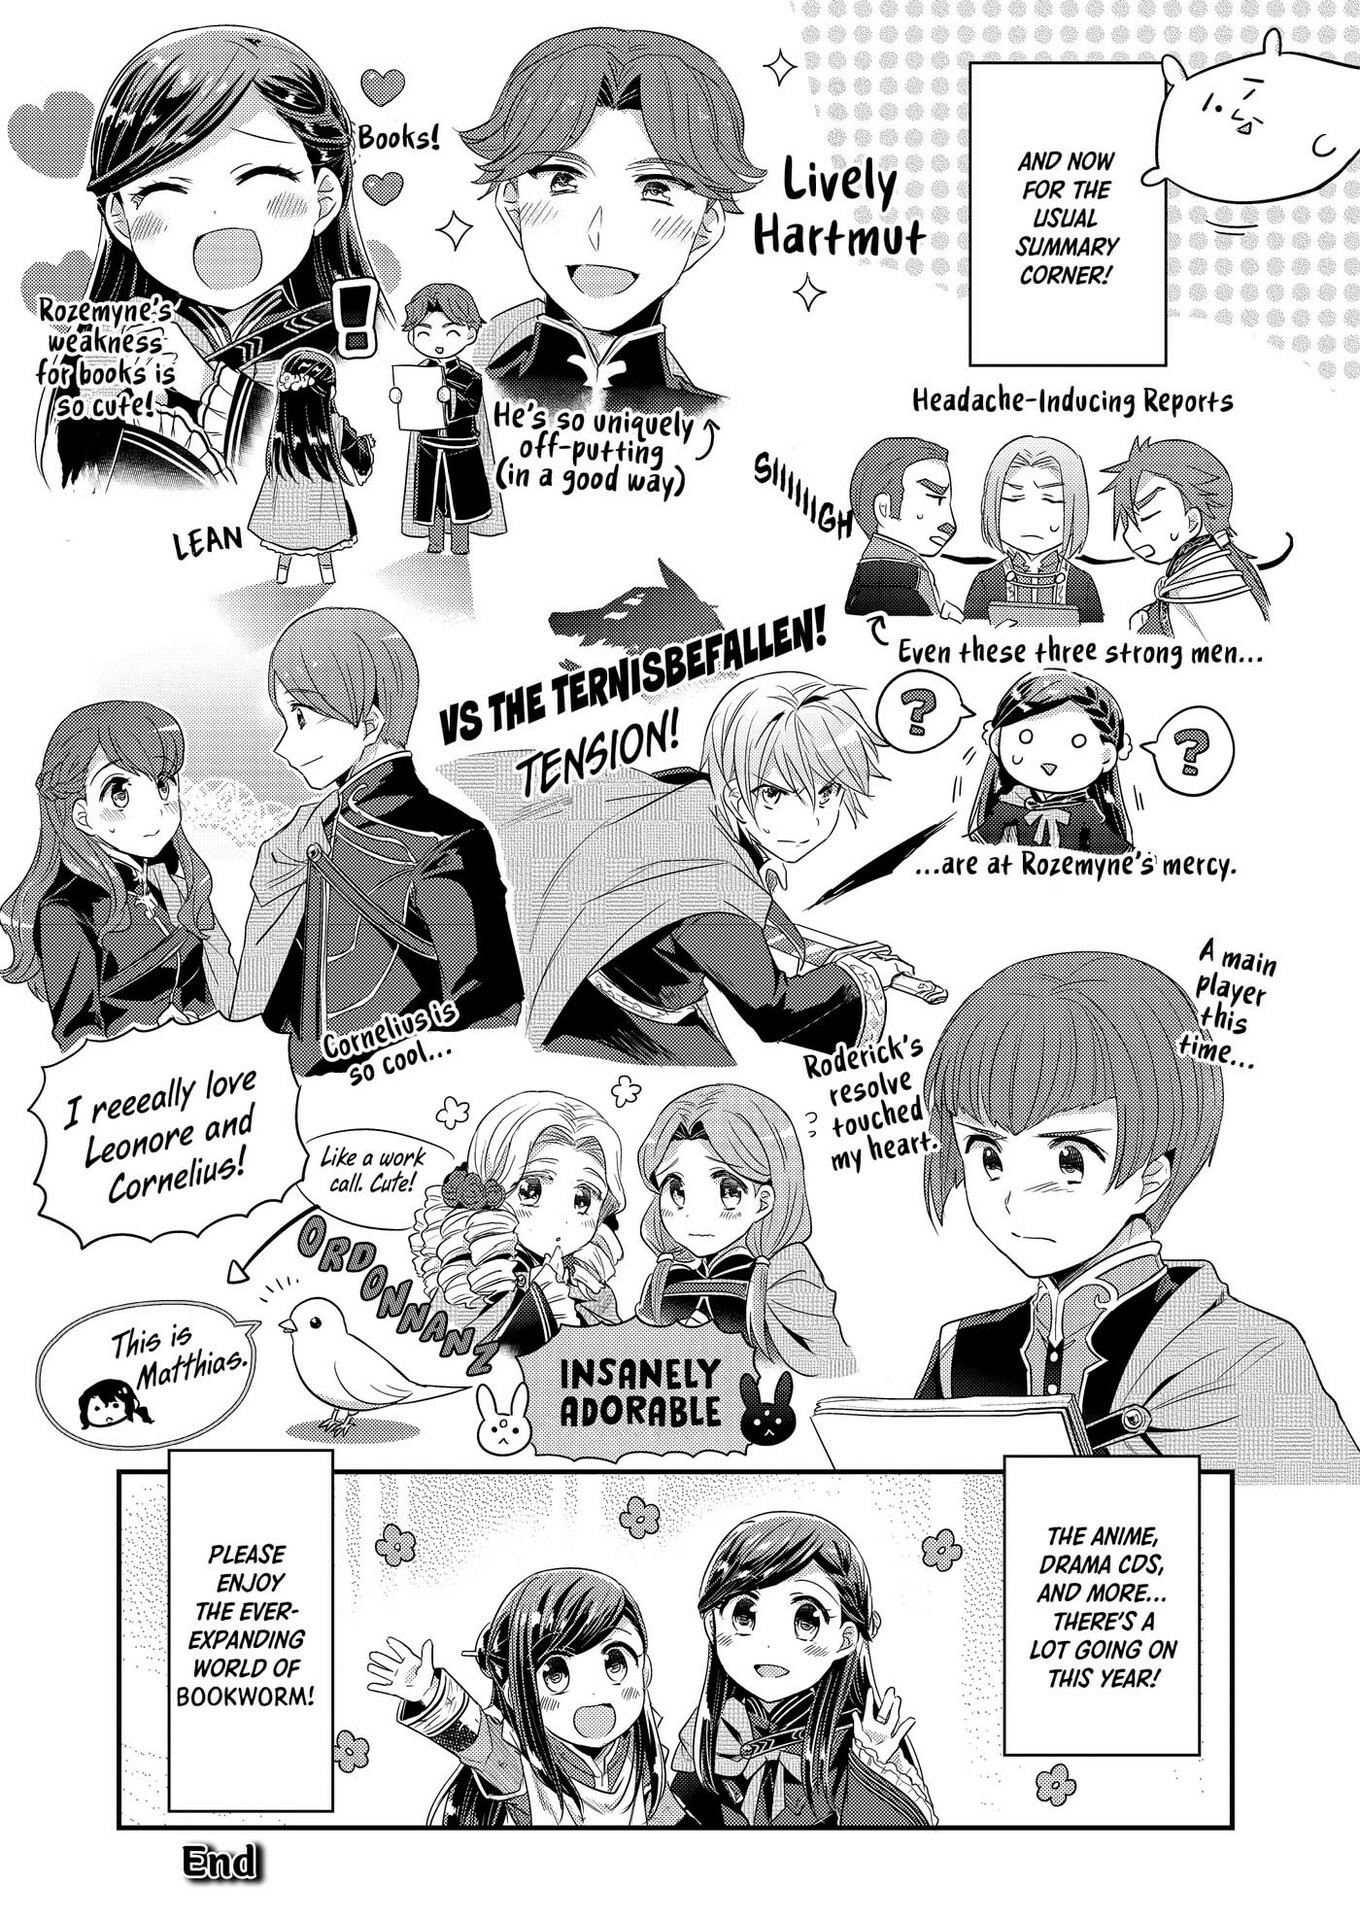 AND NOW
FOR THE
USUAL
SUMMARY
CORNER!
Lively
Hartmut
Books!
Rozemyne's
weakness
for books is
so cute!
!
He's so uniquely
off-putting
(in a good way)
LEAN
Headache-Inducing Reports
SIIIIIIGH
Even these three strong men...
?
?
...are at Rozemyne's mercy.
VS THE TERNISBEFALLEN!
TENSION!
Cornelius is
so cool...
I reeeally love
Leonore and
Cornelius!
A main
player
this
time...
Roderick's
resolve
touched
my heart.
Like a work
call. Cute!
ORDONNANZ
This is
Matthias.
INSANELY
ADORABLE
THE ANIME,
DRAMA CDS,
AND MORE...
THERE'S A
LOT GOING ON
THIS YEAR!
PLEASE
ENJOY
THE EVER-
EXPANDING
WORLD OF
BOOKWORM!
End